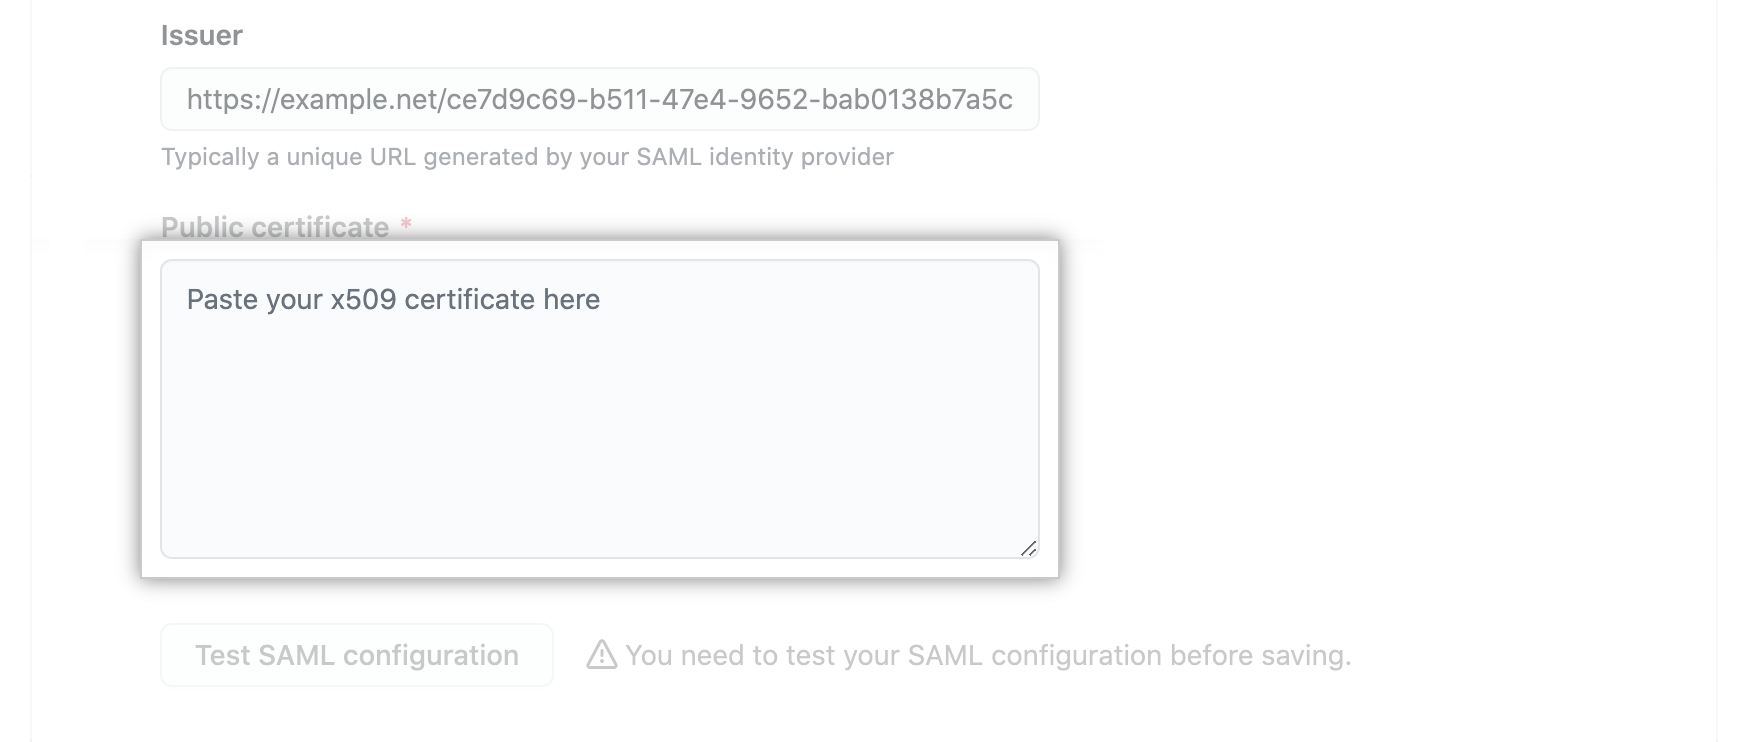 Issuer
https://example.net/ce7d9c69-b511-47e4-9652-bab0138b7a5c
Typically a unique URL generated by your SAML identity provider
Public certificate *
Paste your x509 certificate here
Test SAML configuration
You need to test your SAML configuration before saving.